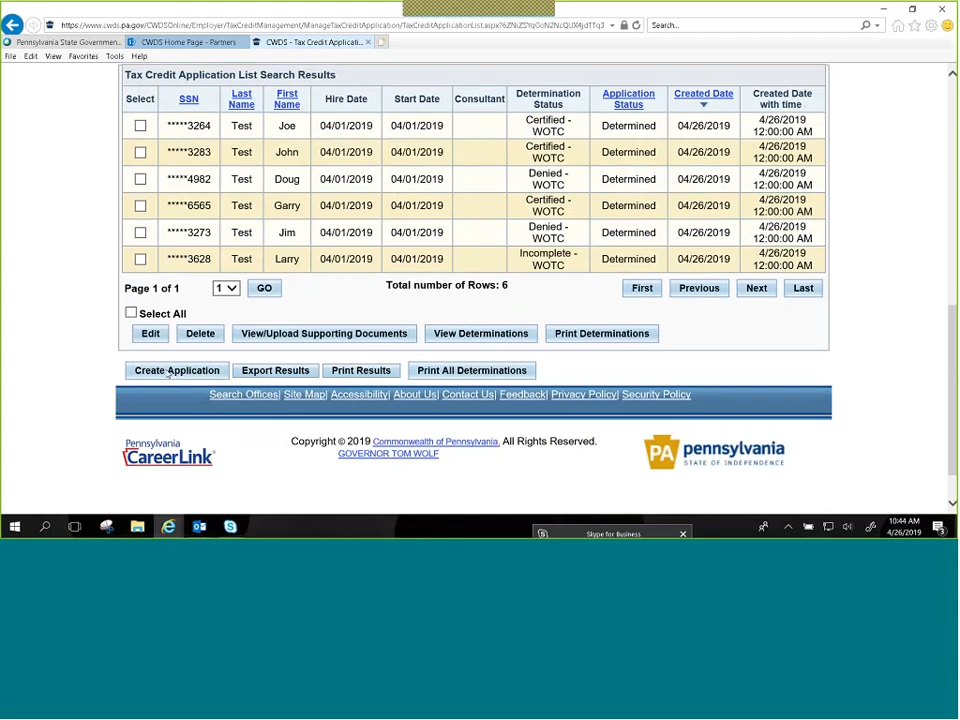 https://www.cwds.pa.gov/CWDSOnline/Employer/TaxCreditManagement/ManageTaxCreditApplication/TaxCreditApplicationList.aspx?
Search...
Pennsylvania State Governmen...
CWDS Home Page - Partners
CWDS - Tax Credit Applicati...
File Edit View Favorites Tools Help
Tax Credit Application List Search Results
Select SSN Last Name First Name Hire Date Start Date Consultant Determination Status Application Status Created Date Created Date with time
*****3264 Test Joe 04/01/2019 04/01/2019 Certified - WOTC Determined 04/26/2019 4/26/2019 12:00:00 AM
*****3283 Test John 04/01/2019 04/01/2019 Certified - WOTC Determined 04/26/2019 4/26/2019 12:00:00 AM
*****4982 Test Doug 04/01/2019 04/01/2019 Denied - WOTC Determined 04/26/2019 4/26/2019 12:00:00 AM
*****6565 Test Garry 04/01/2019 04/01/2019 Certified - WOTC Determined 04/26/2019 4/26/2019 12:00:00 AM
*****3273 Test Jim 04/01/2019 04/01/2019 Denied - WOTC Determined 04/26/2019 4/26/2019 12:00:00 AM
*****3628 Test Larry 04/01/2019 04/01/2019 Incomplete - WOTC Determined 04/26/2019 4/26/2019 12:00:00 AM
Page 1 of 1 1 GO Total number of Rows: 6 First Previous Next Last
Select All
Edit Delete View/Upload Supporting Documents View Determinations Print Determinations
Create Application Export Results Print Results Print All Determinations
Search Offices| Site Map| Accessibility| About Us| Contact Us| Feedback| Privacy Policy| Security Policy
Pennsylvania CareerLink®
Copyright © 2019 Commonwealth of Pennsylvania. All Rights Reserved.
GOVERNOR TOM WOLF
PA pennsylvania
STATE OF INDEPENDENCE
Skype for Business
10:44 AM
4/26/2019